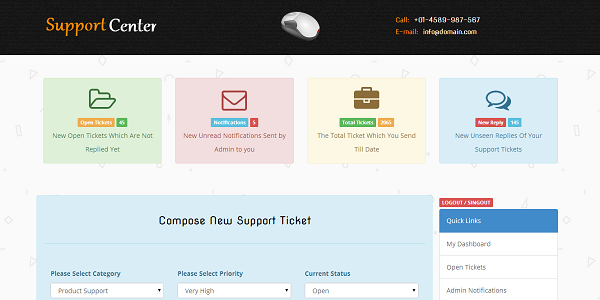 Support Center
Call: +01-4589-987-567
E-mail: info@domain.com
Open Tickets 45
New Open Tickets Which Are Not
Replied Yet
Notifications 5
New Unread Notifications Sent by
Admin to you
Total Tickets 2065
The Total Ticket Which You Send
Till Date
New Reply 145
New Unseen Replies Of Your
Support Tickets
Compose New Support Ticket
Please Select Category
Product Support
Please Select Priority
Very High
Current Status
Open
LOGOUT / SINGOUT
Quick Links
My Dashboard
Open Tickets
Admin Notifications